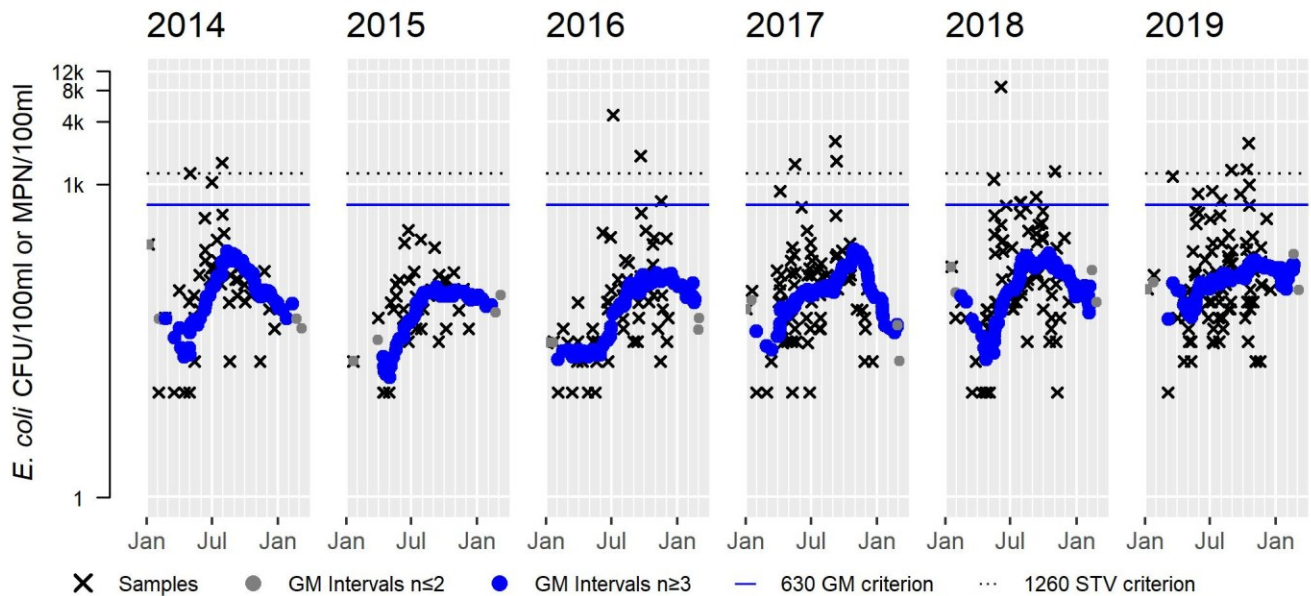 2014 2015 2016 2017 2018 2019
E. coli CFU/100ml or MPN/100ml
12k
8k
4k
1k
1
Jan Jul Jan Jan Jul Jan Jan Jul Jan Jan Jul Jan Jan Jul Jan Jan Jul Jan
Samples GM Intervals n≤2 GM Intervals n≥3 630 GM criterion 1260 STV criterion